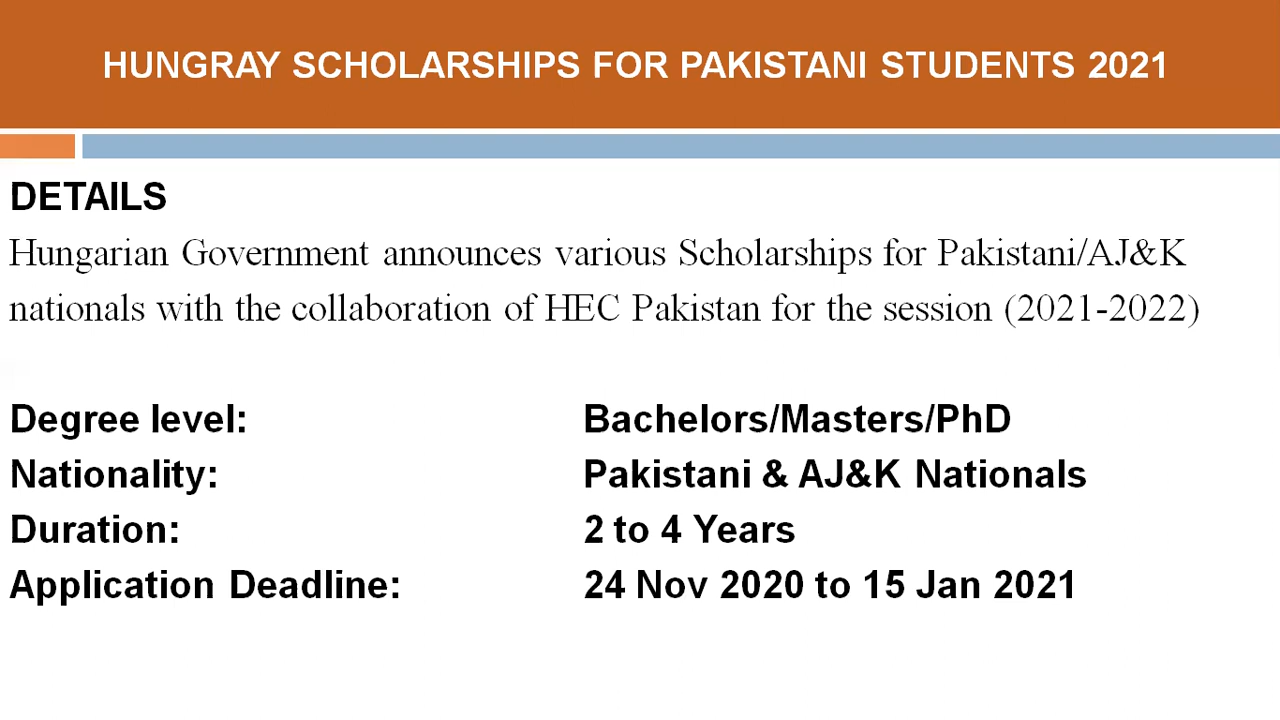 HUNGRAY SCHOLARSHIPS FOR PAKISTANI STUDENTS 2021
DETAILS
Hungarian Government announces various Scholarships for Pakistani/AJ&K
nationals with the collaboration of HEC Pakistan for the session (2021-2022)
Degree level: Bachelors/Masters/PhD
Nationality: Pakistani & AJ&K Nationals
Duration: 2 to 4 Years
Application Deadline: 24 Nov 2020 to 15 Jan 2021